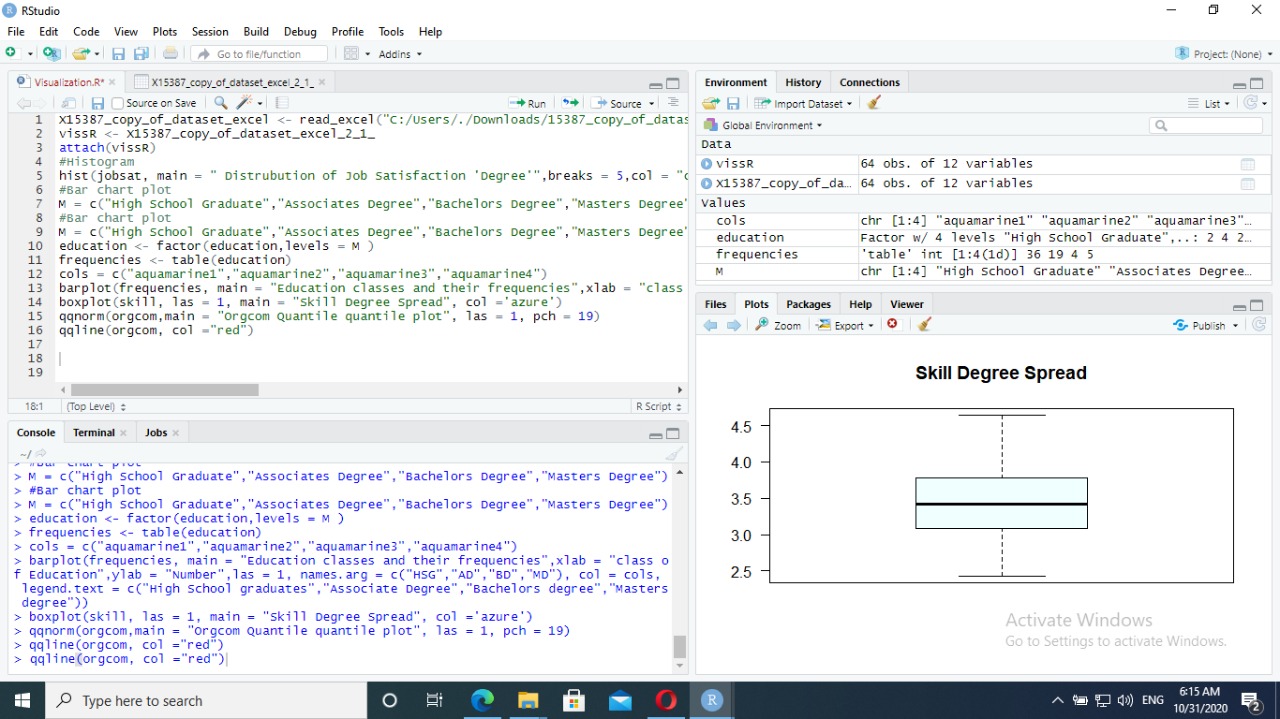 RStudio
File Edit Code View Plots Session Build Debug Profile Tools Help
Go to file/function Addins Project: (None)
Visualization.R* X15387_copy_of_dataset_excel_2_1_
Source on Save Run Source
1 X15387_copy_of_dataset_excel <- read_excel("C:/Users/./Downloads/15387_copy_of_datas
2 vissR <- X15387_copy_of_dataset_excel_2_1_
3 attach(vissR)
4 #Histogram
5 hist(jobsat, main = " Distrubution of Job Satisfaction 'Degree'",breaks = 5,col = "c
6 #Bar chart plot
7 M = c("High School Graduate","Associates Degree","Bachelors Degree","Masters Degree"
8 #Bar chart plot
9 M = c("High School Graduate","Associates Degree","Bachelors Degree","Masters Degree"
10 education <- factor(education,levels = M )
11 frequencies <- table(education)
12 cols = c("aquamarine1","aquamarine2","aquamarine3","aquamarine4")
13 barplot(frequencies, main = "Education classes and their frequencies",xlab = "class
14 boxplot(skill, las = 1, main = "Skill Degree Spread", col ='azure')
15 qqnorm(orgcom,main = "Orgcom Quantile quantile plot", las = 1, pch = 19)
16 qqline(orgcom, col ="red")
17
18
19
18:1 (Top Level) R Script
Console Terminal Jobs
~/
> #Bar chart plot
> M = c("High School Graduate","Associates Degree","Bachelors Degree","Masters Degree")
> #Bar chart plot
> M = c("High School Graduate","Associates Degree","Bachelors Degree","Masters Degree")
> education <- factor(education,levels = M )
> frequencies <- table(education)
> cols = c("aquamarine1","aquamarine2","aquamarine3","aquamarine4")
> barplot(frequencies, main = "Education classes and their frequencies",xlab = "class o
f Education",ylab = "Number",las = 1, names.arg = c("HSG","AD","BD","MD"), col = cols,
legend.text = c("High School graduates","Associate Degree","Bachelors degree","Masters
degree"))
> boxplot(skill, las = 1, main = "Skill Degree Spread", col ='azure')
> qqnorm(orgcom,main = "Orgcom Quantile quantile plot", las = 1, pch = 19)
> qqline(orgcom, col ="red")
> qqline(orgcom, col ="red")
Environment History Connections
Import Dataset List
Global Environment
Data
vissR 64 obs. of 12 variables
X15387_copy_of_da... 64 obs. of 12 variables
Values
cols chr [1:4] "aquamarine1" "aquamarine2" "aquamarine3"...
education Factor w/ 4 levels "High School Graduate",..: 2 4 2...
frequencies 'table' int [1:4(1d)] 36 19 4 5
M chr [1:4] "High School Graduate" "Associates Degree...
Files Plots Packages Help Viewer
Zoom Export Publish
Skill Degree Spread
4.5
4.0
3.5
3.0
2.5
Activate Windows
Go to Settings to activate Windows.
Type here to search
R
ENG
6:15 AM
10/31/2020
2